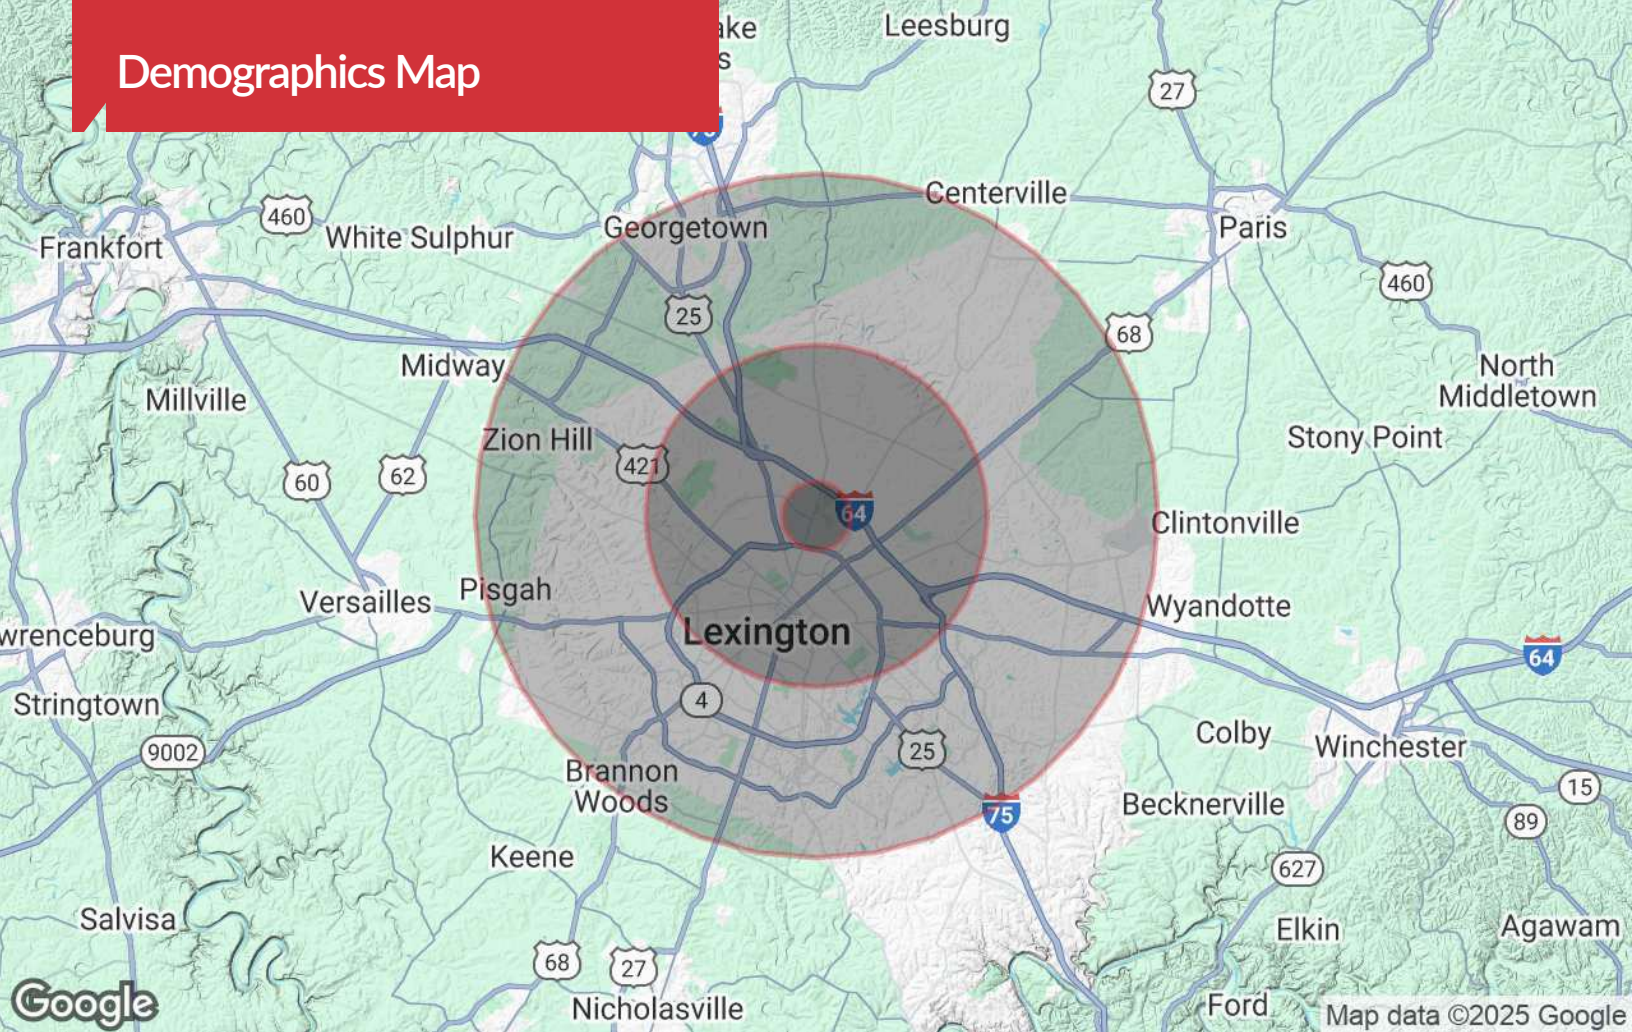 Demographics Map
ake
s
Leesburg
27
75
Centerville
460
White Sulphur
Georgetown
Paris
Frankfort
460
25
68
Midway
North
Middletown
Millville
Zion Hill
Stony Point
421
62
60
64
Clintonville
Pisgah
Versailles
Wyandotte
Lexington
wrenceburg
64
4
Stringtown
Colby
9002
25
Winchester
Brannon
Woods
15
Becknerville
75
89
Keene
627
Salvisa
Elkin
Agawam
68
27
Google
Nicholasville
Ford
Map data ©2025 Google